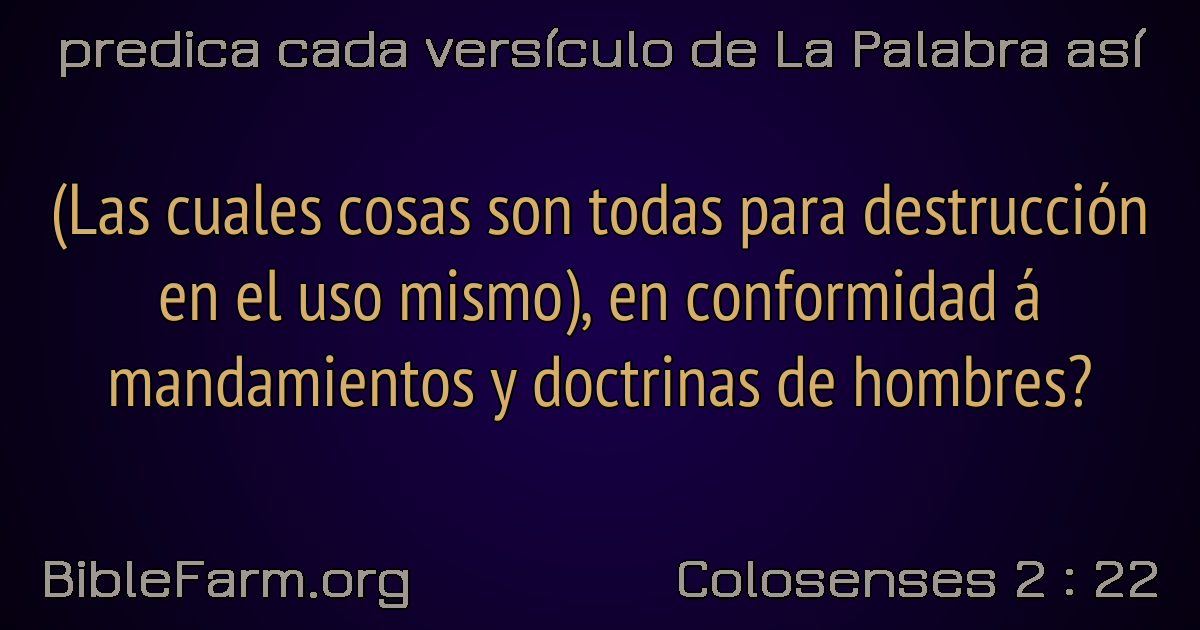 predica cada versículo de La Palabra así
(Las cuales cosas son todas para destrucción
en el uso mismo), en conformidad á
mandamientos y doctrinas de hombres?
BibleFarm.org
Colosenses 2 : 22